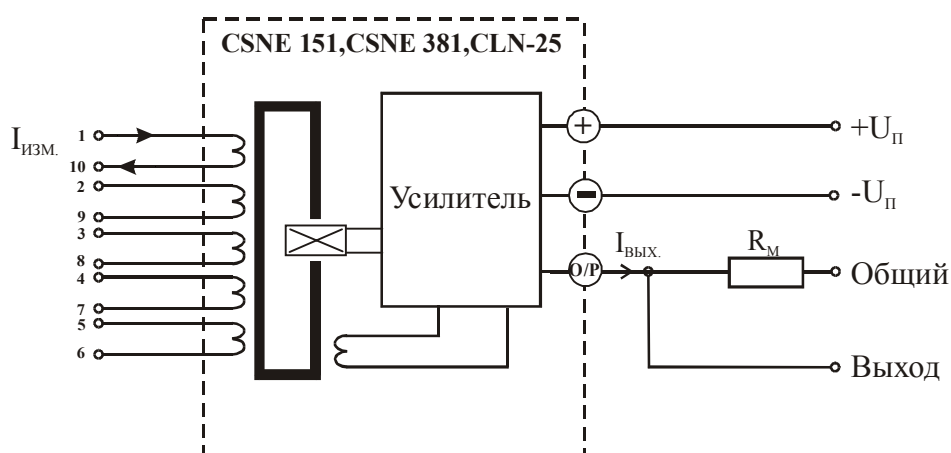 CSNE 151,CSNE 381,CLN-25
Iизм.
1
10
2
9
3
8
4
7
5
6
Усилитель
+
-
O/P
Iвых.
Rм
+Uп
-Uп
Общий
Выход